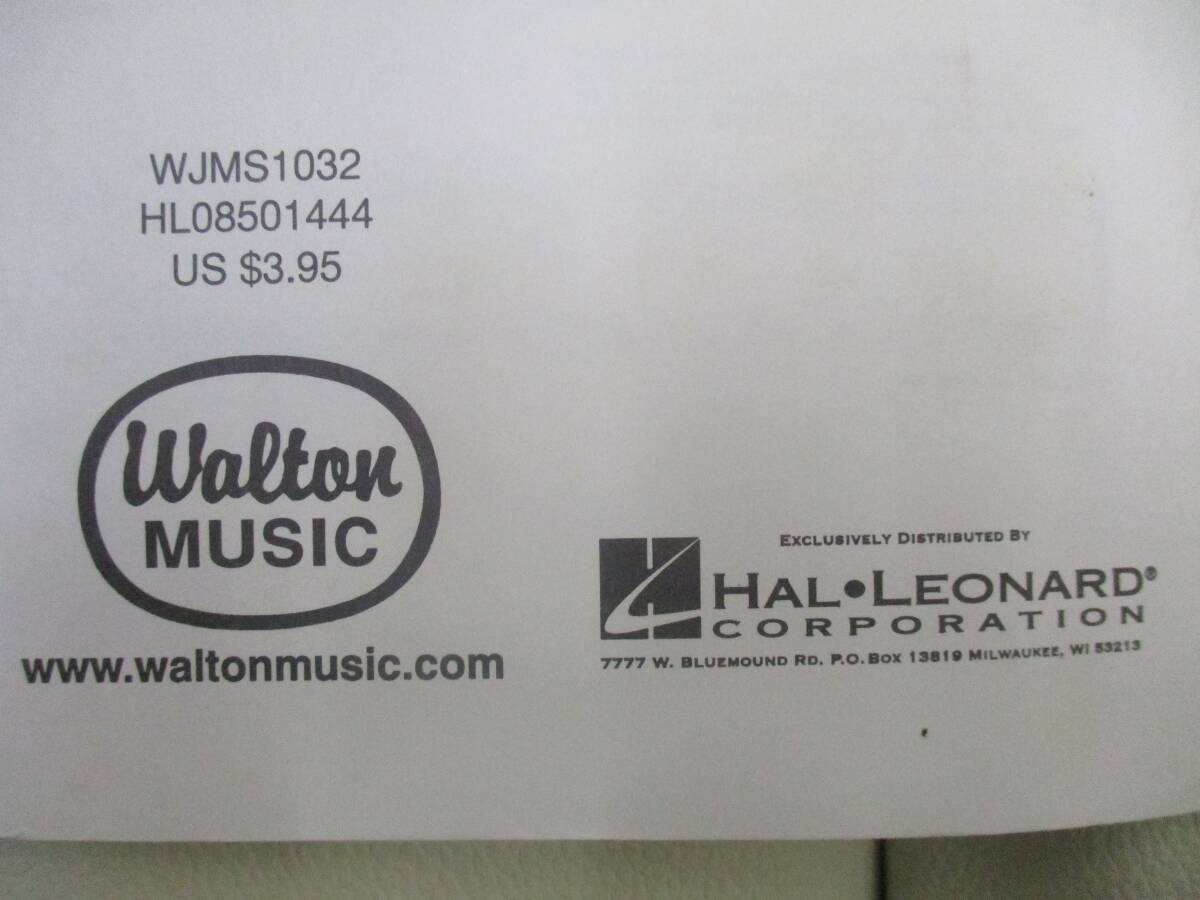 WJMS1032
HL08501444
US $3.95
Walton
MUSIC
www.waltonmusic.com
EXCLUSIVELY DISTRIBUTED BY
HAL•LEONARD®
CORPORATION
7777 W. BLUEMOUND RD. P.O. BOX 13819 MILWAUKEE, WI 53213